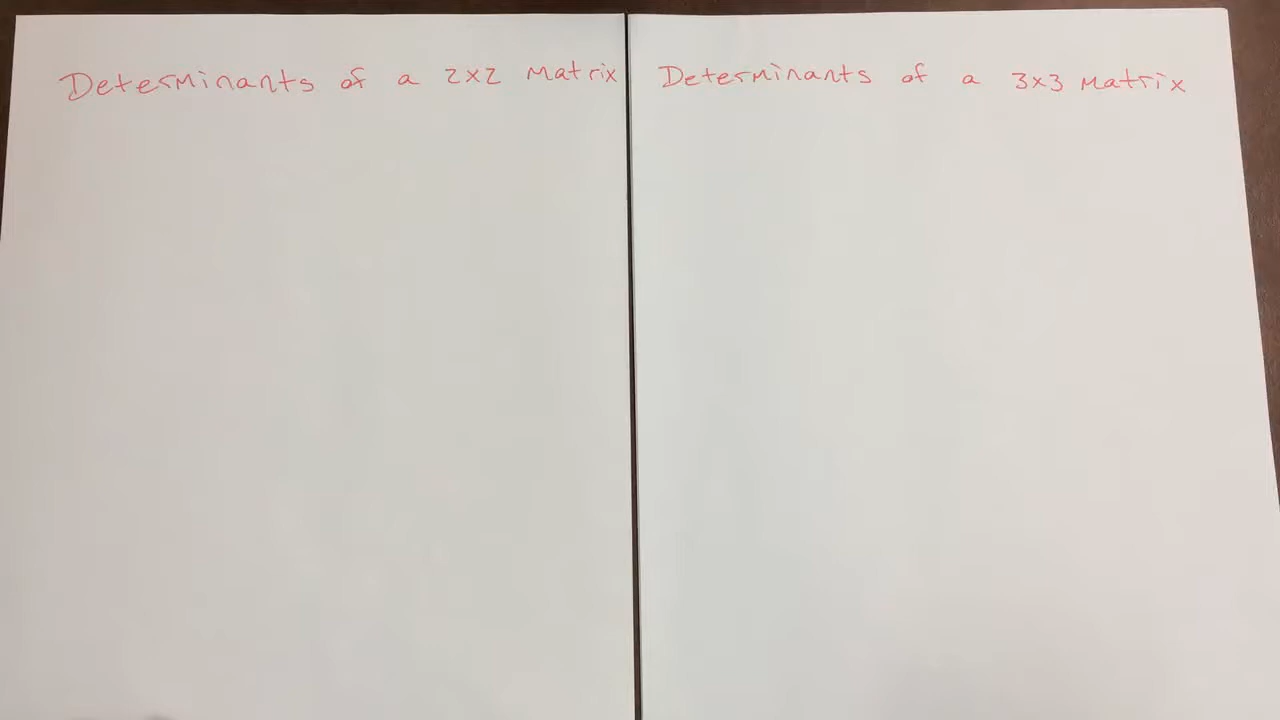 Determinants of a 2x2 Matrix
Determinants of a 3x3 Matrix